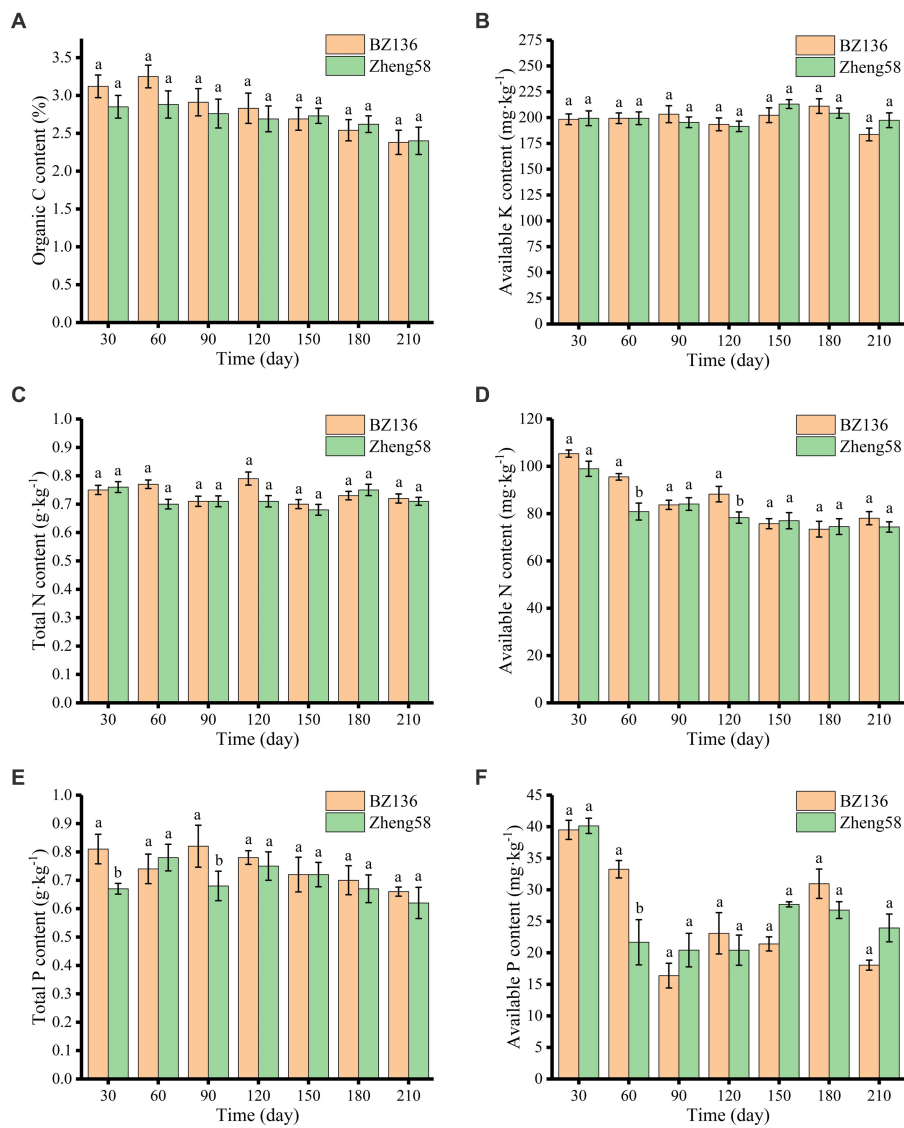 A
BZ136
Zheng58
Organic C content (%)
3.5
3.0
2.5
2.0
1.5
1.0
0.5
0.0
a a a a a a a a a a a a a a
30 60 90 120 150 180 210
Time (day)
B
BZ136
Zheng58
Available K content (mg·kg⁻¹)
275
250
225
200
175
150
125
100
75
50
25
0
a a a a a a a a a a a a a a
30 60 90 120 150 180 210
Time (day)
C
BZ136
Zheng58
Total N content (g·kg⁻¹)
1.0
0.9
0.8
0.7
0.6
0.5
0.4
0.3
0.2
0.1
0.0
a a a a a a a a a a a a a a
30 60 90 120 150 180 210
Time (day)
D
BZ136
Zheng58
Available N content (mg·kg⁻¹)
120
100
80
60
40
20
0
a a a b a a a b a a a a a a
30 60 90 120 150 180 210
Time (day)
E
BZ136
Zheng58
Total P content (g·kg⁻¹)
1.0
0.9
0.8
0.7
0.6
0.5
0.4
0.3
0.2
0.1
0.0
a b a a a b a a a a a a a a
30 60 90 120 150 180 210
Time (day)
F
BZ136
Zheng58
Available P content (mg·kg⁻¹)
45
40
35
30
25
20
15
10
5
0
a a a b a a a a a a a a a a
30 60 90 120 150 180 210
Time (day)